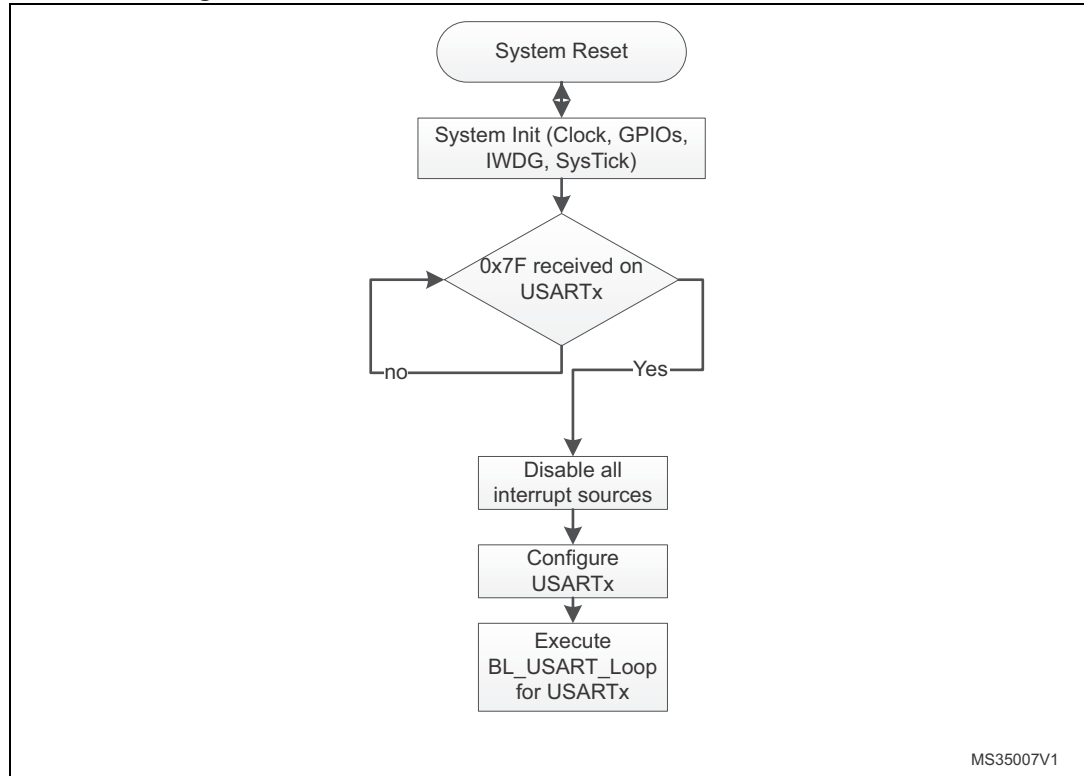 System Reset
System Init (Clock, GPIOs,
IWDG, SysTick)
0x7F received on
USARTx
no
Yes
Disable all
interrupt sources
Configure
USARTx
Execute
BL_USART_Loop
for USARTx
MS35007V1